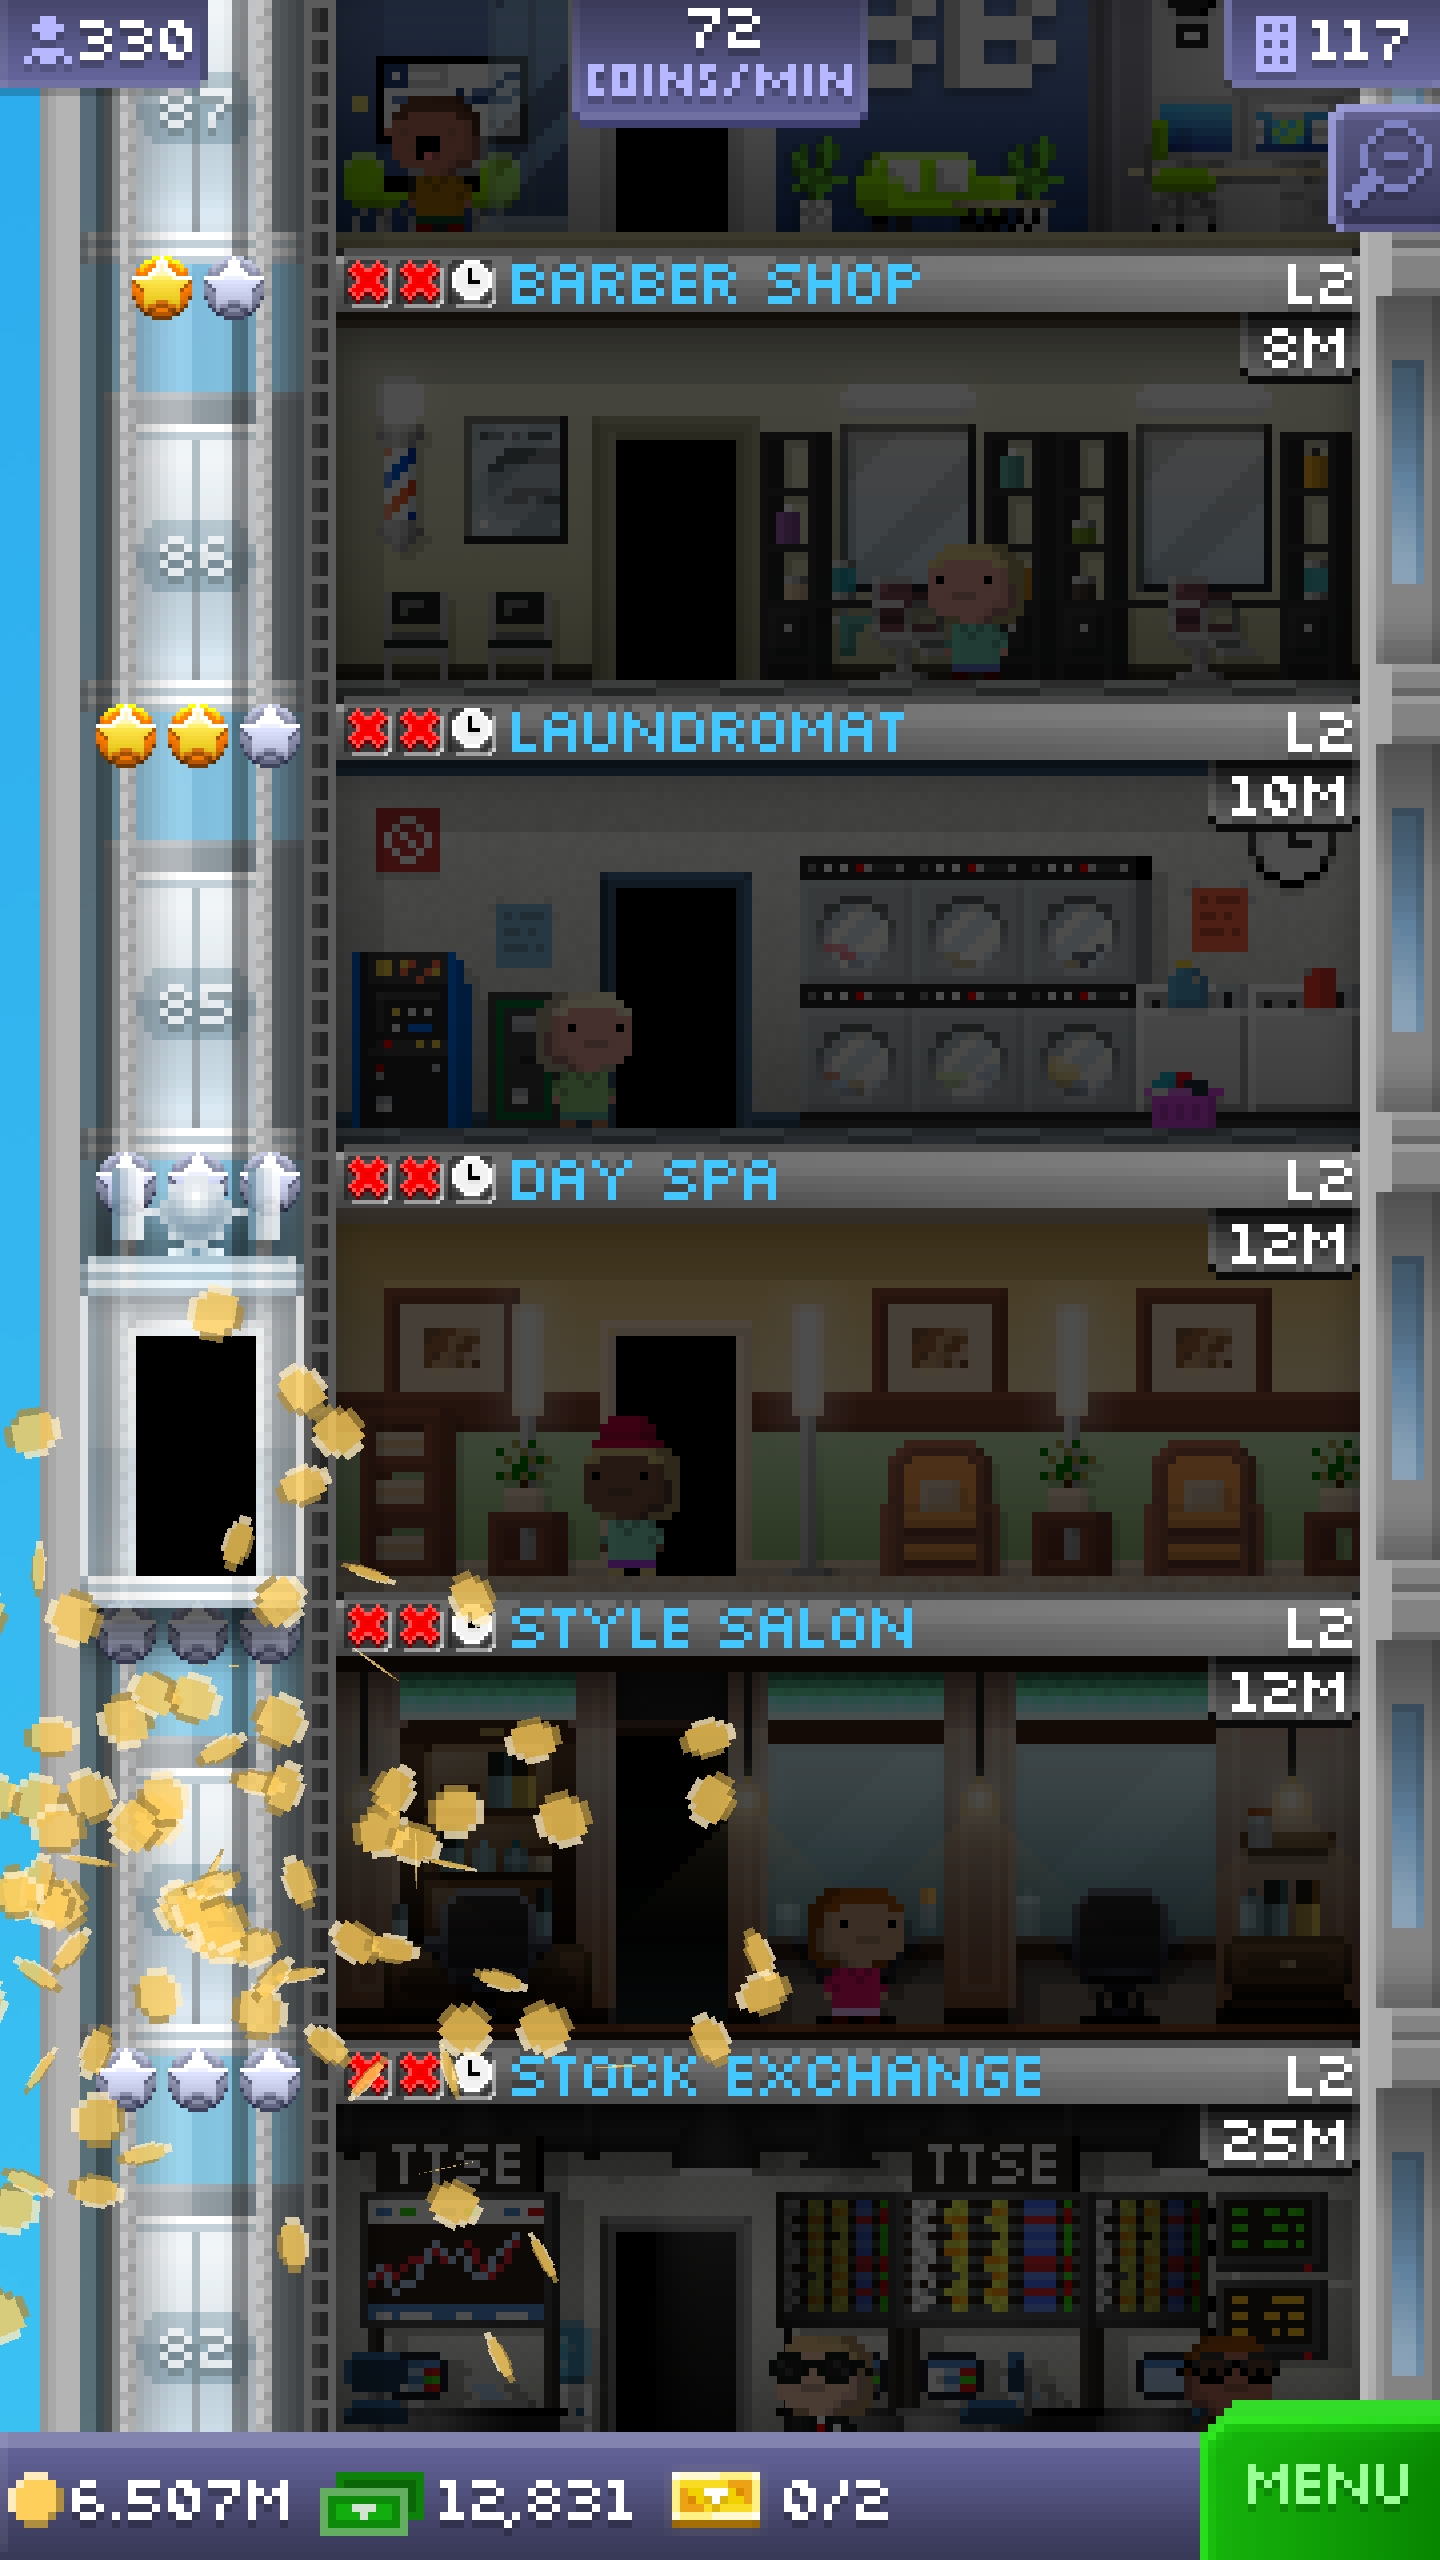 330
72
COINS/MIN
117
3B
87
BARBER SHOP L2
8M
86
LAUNDROMAT L2
10M
85
DAY SPA L2
12M
STYLE SALON L2
12M
STOCK EXCHANGE L2
25M
TTSE TTSE
82
6.507M 12,831 0/2
MENU